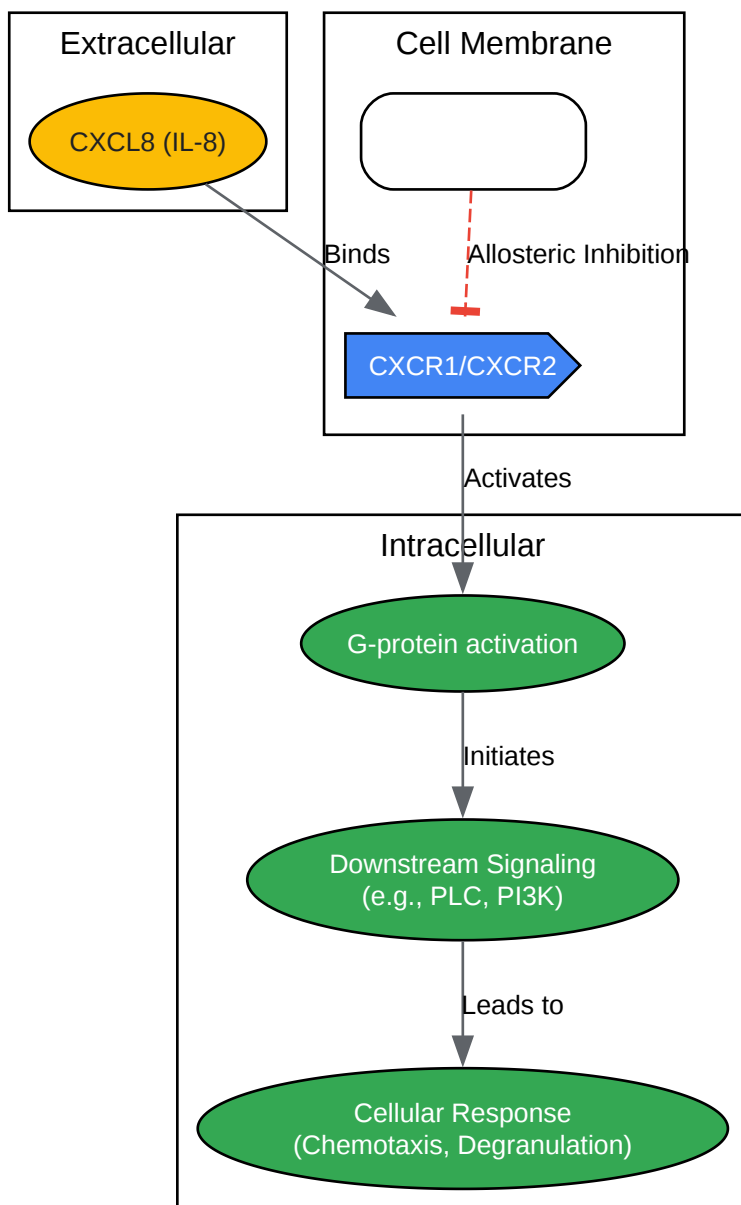 Extracellular
CXCL8 (IL-8)
Cell Membrane
Binds
Allosteric Inhibition
CXCR1/CXCR2
Activates
Intracellular
G-protein activation
Initiates
Downstream Signaling
(e.g., PLC, PI3K)
Leads to
Cellular Response
(Chemotaxis, Degranulation)